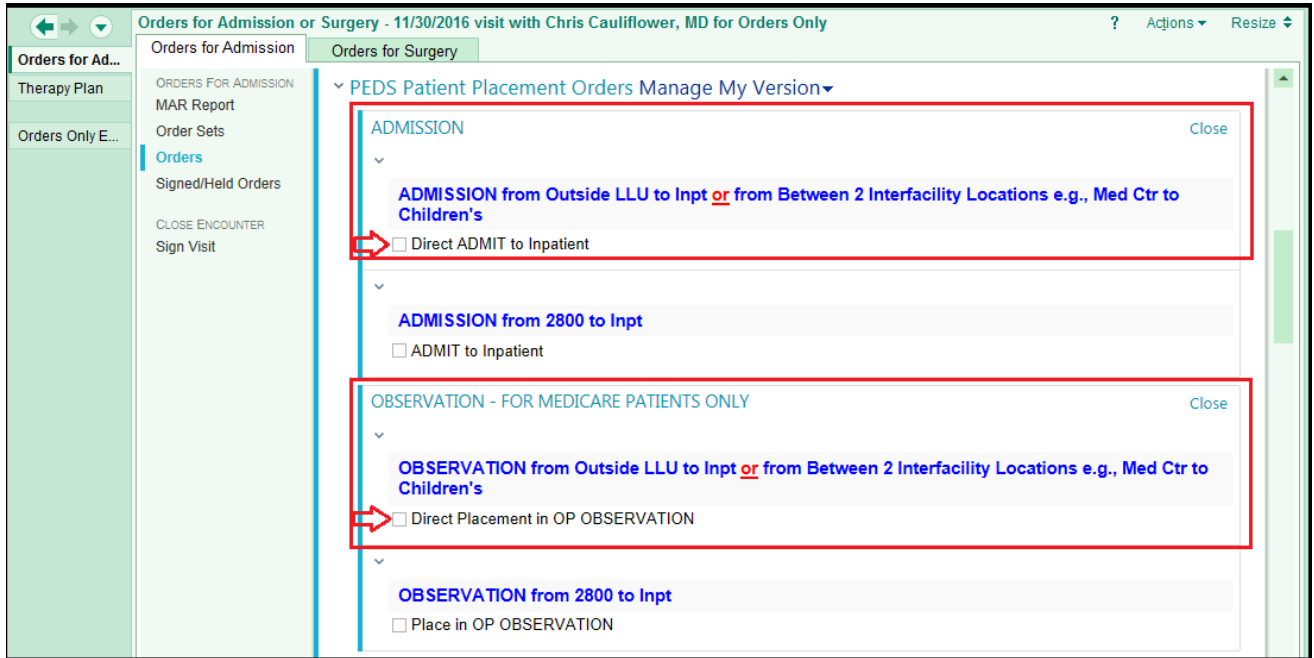 Orders for Admission or Surgery - 11/30/2016 visit with Chris Cauliflower, MD for Orders Only
? Actions Resize
Orders for Ad...
Therapy Plan
Orders Only E...
Orders for Admission
Orders for Surgery
ORDERS FOR ADMISSION
MAR Report
Order Sets
Orders
Signed/Held Orders
CLOSE ENCOUNTER
Sign Visit
PEDS Patient Placement Orders Manage My Version
ADMISSION Close
ADMISSION from Outside LLU to Inpt or from Between 2 Interfacility Locations e.g., Med Ctr to
Children's
Direct ADMIT to Inpatient
ADMISSION from 2800 to Inpt
ADMIT to Inpatient
OBSERVATION - FOR MEDICARE PATIENTS ONLY Close
OBSERVATION from Outside LLU to Inpt or from Between 2 Interfacility Locations e.g., Med Ctr to
Children's
Direct Placement in OP OBSERVATION
OBSERVATION from 2800 to Inpt
Place in OP OBSERVATION